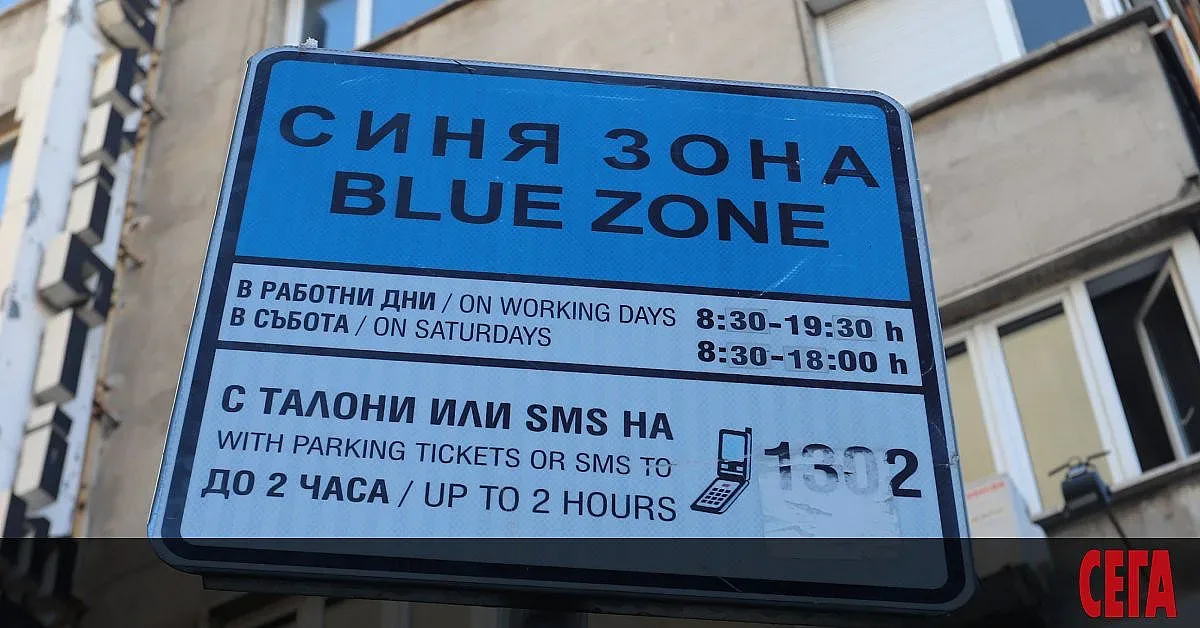 СИНЯ ЗОНА
BLUE ZONE
В РАБОТНИ ДНИ / ON WORKING DAYS 8:30-19:30 h
В СЪБОТА / ON SATURDAYS 8:30-18:00 h
С ТАЛОНИ ИЛИ SMS НА
WITH PARKING TICKETS OR SMS TO 1302
ДО 2 ЧАСА / UP TO 2 HOURS
СЕГА